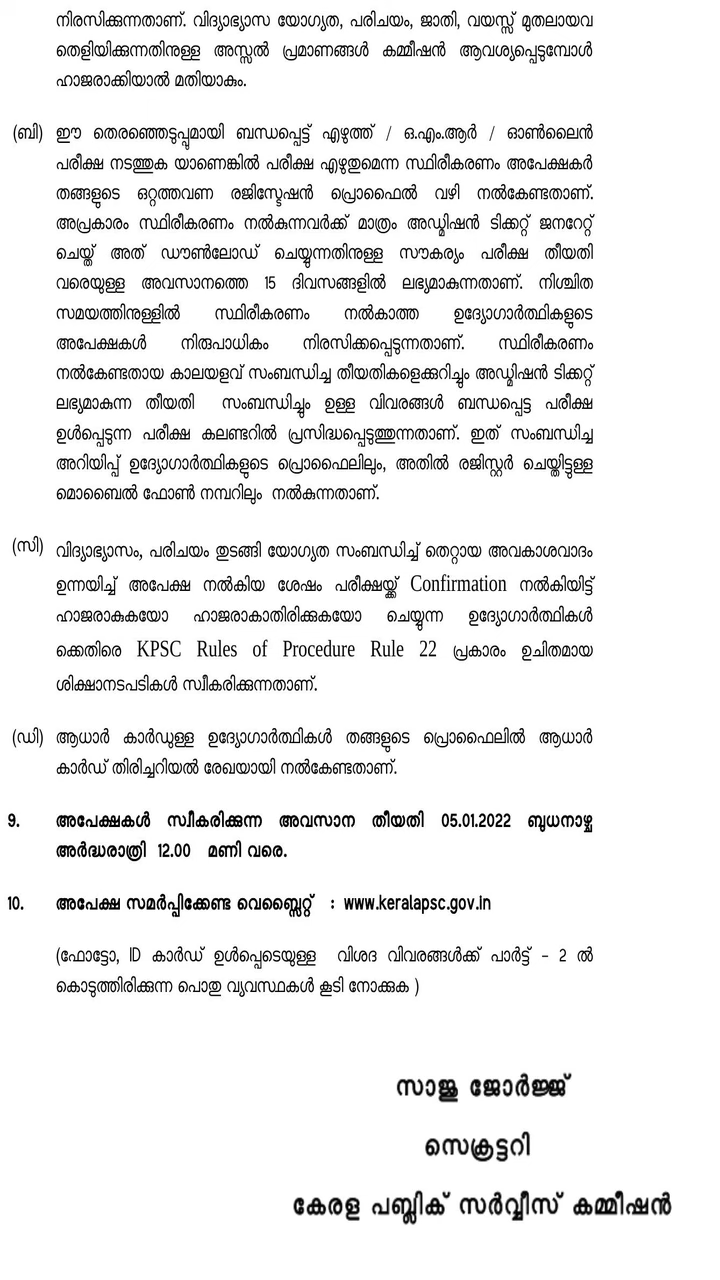 നിരസിക്കുന്നതാണ്. വിദ്യാഭ്യാസ യോഗ്യത, പരിചയം, ജാതി, വയസ്സ് മുതലായവ
തെളിയിക്കുന്നതിനുള്ള അസ്സൽ പ്രമാണങ്ങൾ കമ്മീഷൻ ആവശ്യപ്പെടുമ്പോൾ
ഹാജരാക്കിയാൽ മതിയാകും.
(ബി) ഈ തെരഞ്ഞെടുപ്പുമായി ബന്ധപ്പെട്ട് എഴുത്ത് / ഒ.എം.ആർ / ഓൺലൈൻ
പരീക്ഷ നടത്തുക യാണെങ്കിൽ പരീക്ഷ എഴുതുമെന്ന സ്ഥിരീകരണം അപേക്ഷകർ
തങ്ങളുടെ ഒറ്റത്തവണ രജിസ്ട്രേഷൻ പ്രൊഫൈൽ വഴി നൽകേണ്ടതാണ്.
അപ്രകാരം സ്ഥിരീകരണം നൽകുന്നവർക്ക് മാത്രം അഡ്മിഷൻ ടിക്കറ്റ് ജനറേറ്റ്
ചെയ്ത് അത് ഡൗൺലോഡ് ചെയ്യുന്നതിനുള്ള സൗകര്യം പരീക്ഷ തീയതി
വരെയുള്ള അവസാനത്തെ 15 ദിവസങ്ങളിൽ ലഭ്യമാകുന്നതാണ്. നിശ്ചിത
സമയത്തിനുള്ളിൽ സ്ഥിരീകരണം നൽകാത്ത ഉദ്യോഗാർത്ഥികളുടെ
അപേക്ഷകൾ നിരുപാധികം നിരസിക്കപ്പെടുന്നതാണ്. സ്ഥിരീകരണം
നൽകേണ്ടതായ കാലയളവ് സംബന്ധിച്ച തീയതികളെക്കുറിച്ചും അഡ്മിഷൻ ടിക്കറ്റ്
ലഭ്യമാകുന്ന തീയതി സംബന്ധിച്ചും ഉള്ള വിവരങ്ങൾ ബന്ധപ്പെട്ട പരീക്ഷ
ഉൾപ്പെടുന്ന പരീക്ഷ കലണ്ടറിൽ പ്രസിദ്ധപ്പെടുത്തുന്നതാണ്. ഇത് സംബന്ധിച്ച
അറിയിപ്പ് ഉദ്യോഗാർത്ഥികളുടെ പ്രൊഫൈലിലും, അതിൽ രജിസ്റ്റർ ചെയ്തിട്ടുള്ള
മൊബൈൽ ഫോൺ നമ്പറിലും നൽകുന്നതാണ്.
(സി) വിദ്യാഭ്യാസം, പരിചയം തുടങ്ങി യോഗ്യത സംബന്ധിച്ച് തെറ്റായ അവകാശവാദം
ഉന്നയിച്ച് അപേക്ഷ നൽകിയ ശേഷം പരീക്ഷയ്ക്ക് Confirmation നൽകിയിട്ട്
ഹാജരാകുകയോ ഹാജരാകാതിരിക്കുകയോ ചെയ്യുന്ന ഉദ്യോഗാർത്ഥികൾ
ക്കെതിരെ KPSC Rules of Procedure Rule 22 പ്രകാരം ഉചിതമായ
ശിക്ഷാനടപടികൾ സ്വീകരിക്കുന്നതാണ്.
(ഡി) ആധാർ കാർഡുള്ള ഉദ്യോഗാർത്ഥികൾ തങ്ങളുടെ പ്രൊഫൈലിൽ ആധാർ
കാർഡ് തിരിച്ചറിയൽ രേഖയായി നൽകേണ്ടതാണ്.
9. അപേക്ഷകൾ സ്വീകരിക്കുന്ന അവസാന തീയതി 05.01.2022 ബുധനാഴ്ച
അർദ്ധരാത്രി 12.00 മണി വരെ.
10. അപേക്ഷ സമർപ്പിക്കേണ്ട വെബ്സൈറ്റ് : www.keralapsc.gov.in
(ഫോട്ടോ, ID കാർഡ് ഉൾപ്പെടെയുള്ള വിശദ വിവരങ്ങൾക്ക് പാർട്ട് – 2 ൽ
കൊടുത്തിരിക്കുന്ന പൊതു വ്യവസ്ഥകൾ കൂടി നോക്കുക )
സാജു ജോർജ്ജ്
സെക്രട്ടറി
കേരള പബ്ലിക് സർവ്വീസ് കമ്മീഷൻ